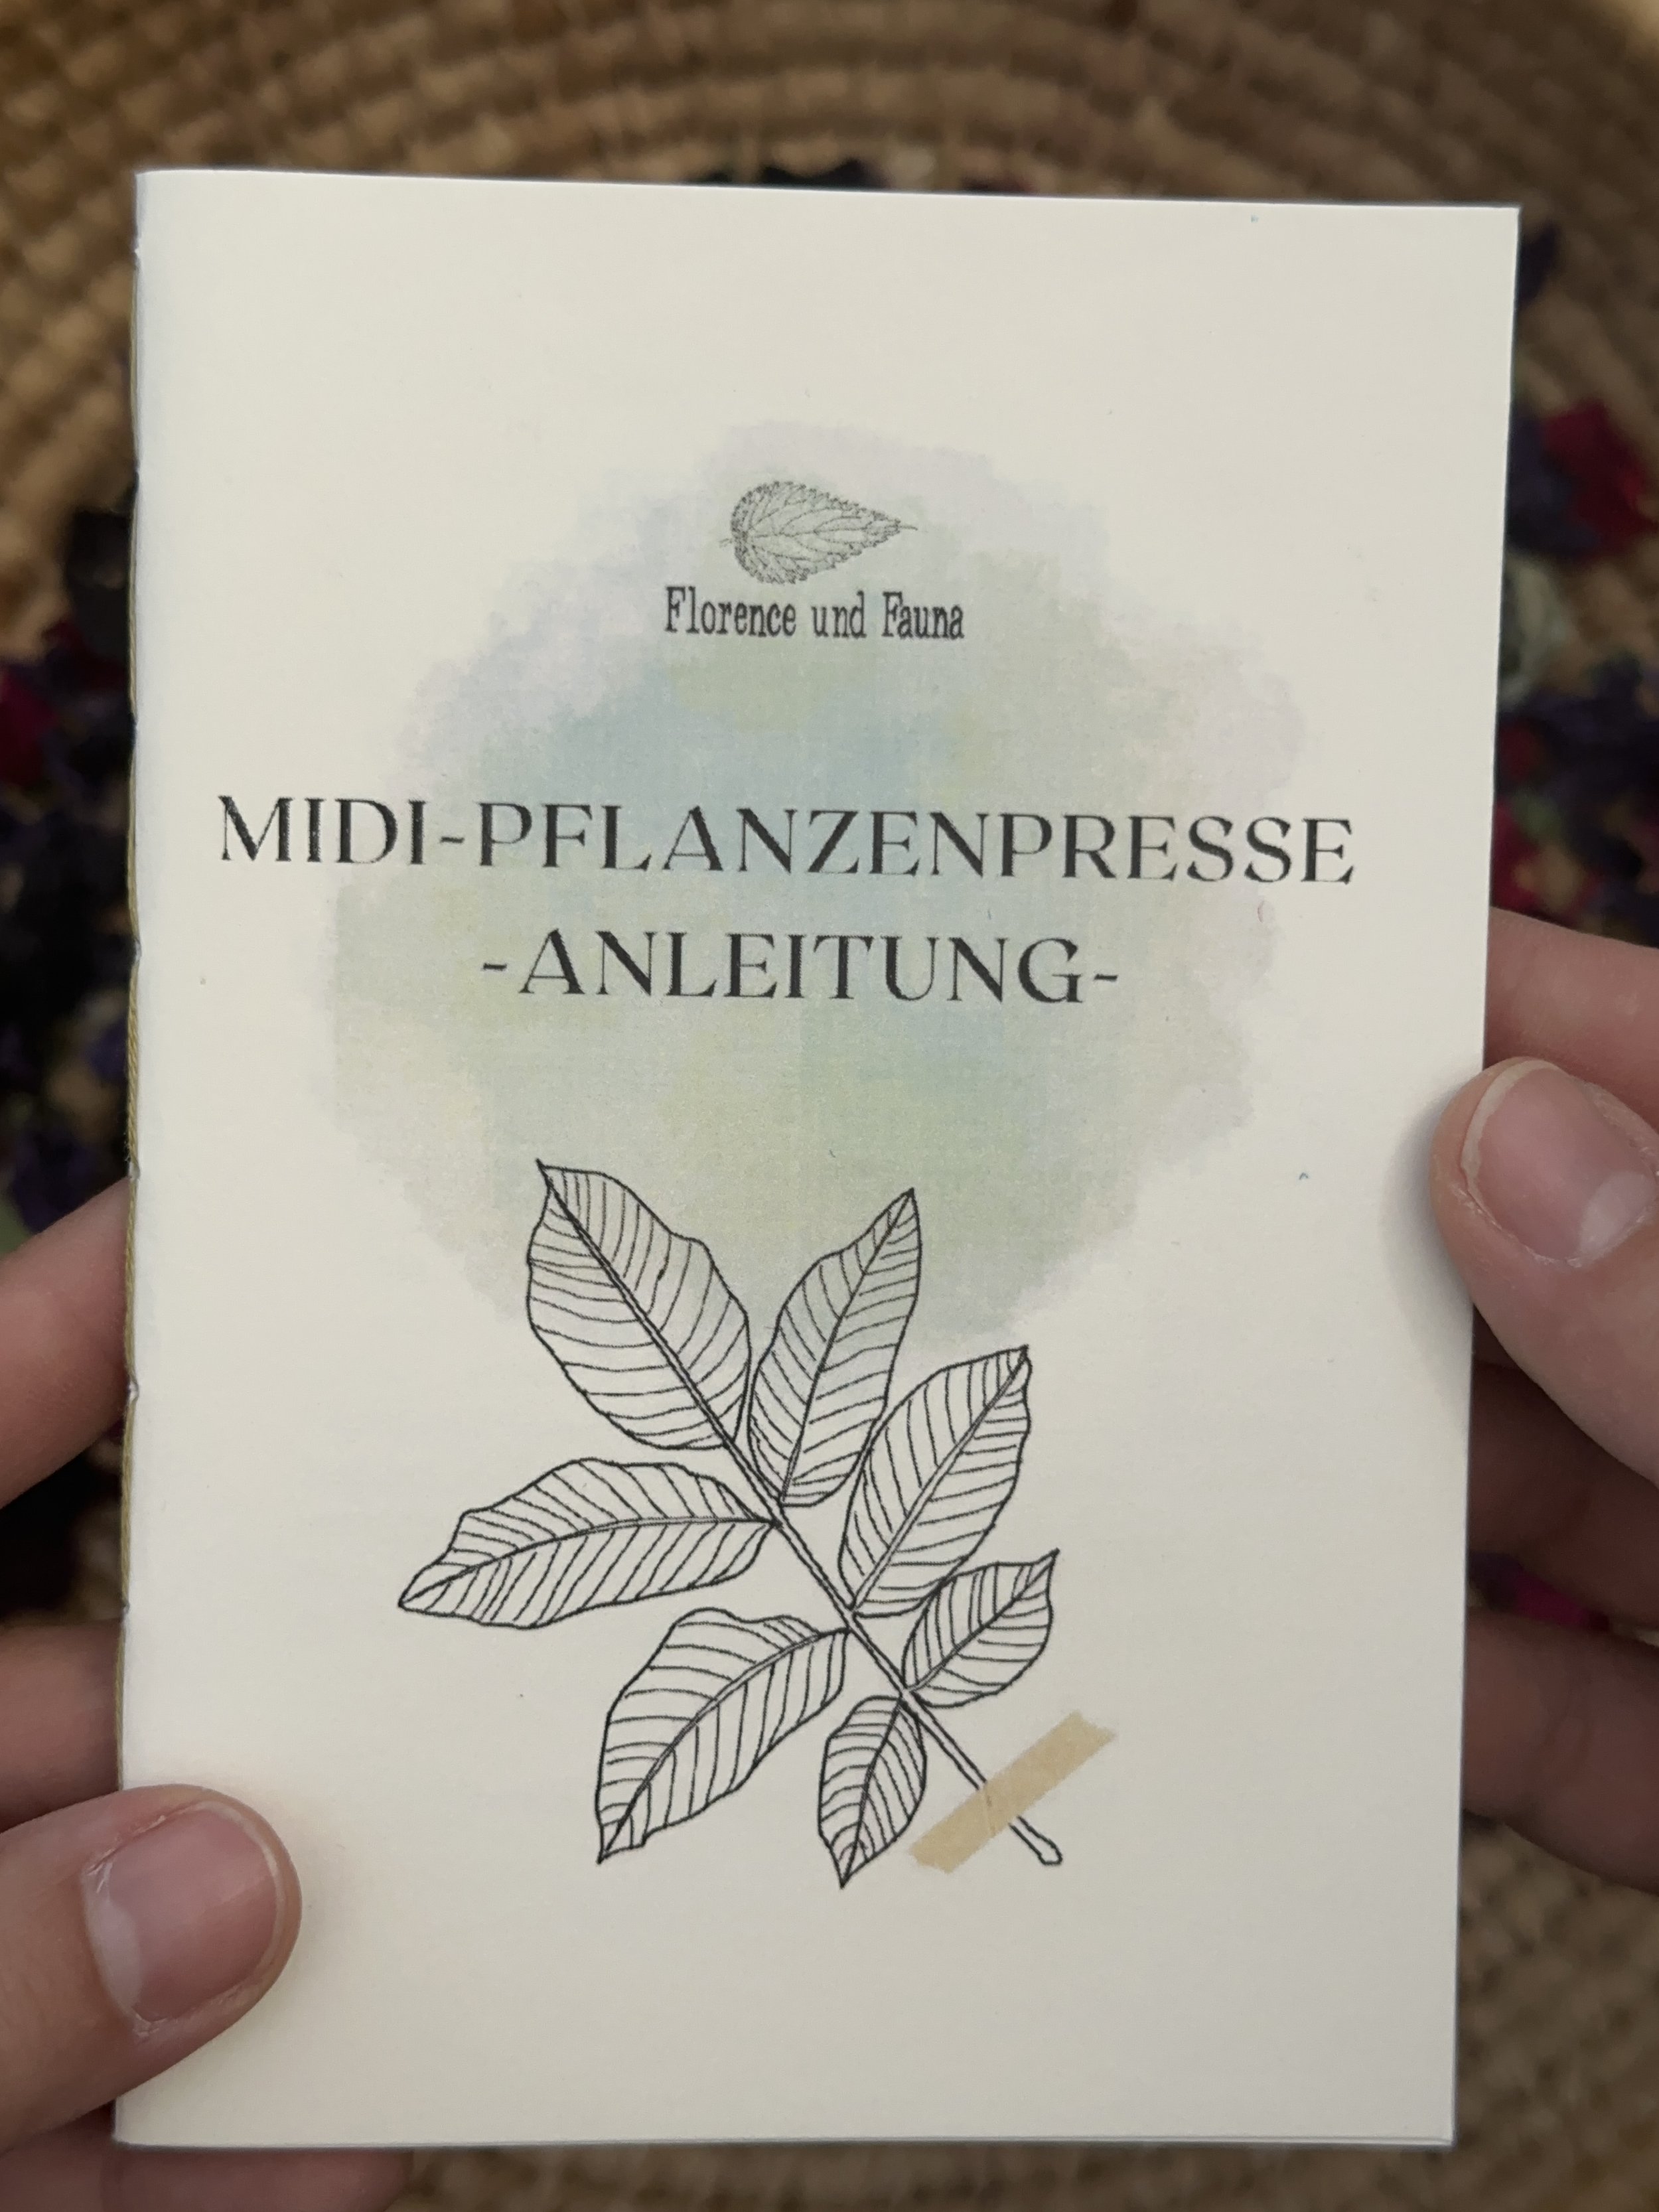 Florence und Fauna
MIDI-PFLANZENPRESSE
-ANLEITUNG-